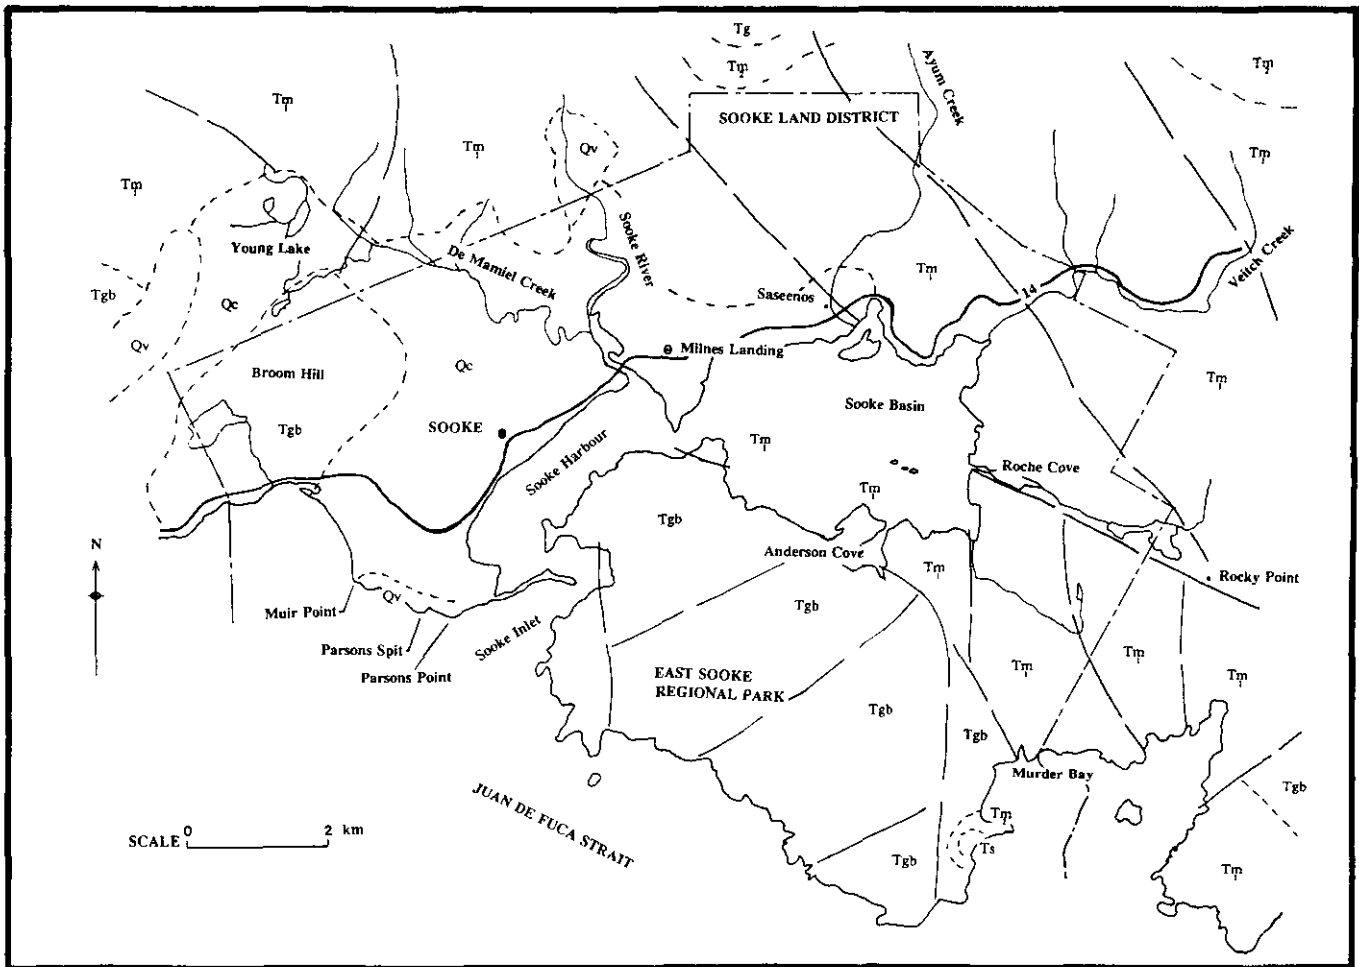 Tg
Tm
Tm
Tm
SOOKE LAND DISTRICT
Ayum Creek
Tm
Qv
Tm
Tm
Sooke River
Young Lake
De Mamiel Creek
Tm
Veitch Creek
Tgb
Qc
Saseenos
14
Qv
Milnes Landing
Broom Hill
Qc
Tm
Sooke Basin
Tgb
SOOKE
Tm
Sooke Harbour
Roche Cove
Tm
Tgb
N
Anderson Cove
Tm
Rocky Point
Muir Point
Qv
Tgb
Parsons Spit
Sooke Inlet
Parsons Point
EAST SOOKE
REGIONAL PARK
Tm
Tm
Tm
Tgb
Tgb
Murder Bay
Tgb
JUAN DE FUCA STRAIT
Tm
SCALE 0 2 km
Ts
Tgb
Tm